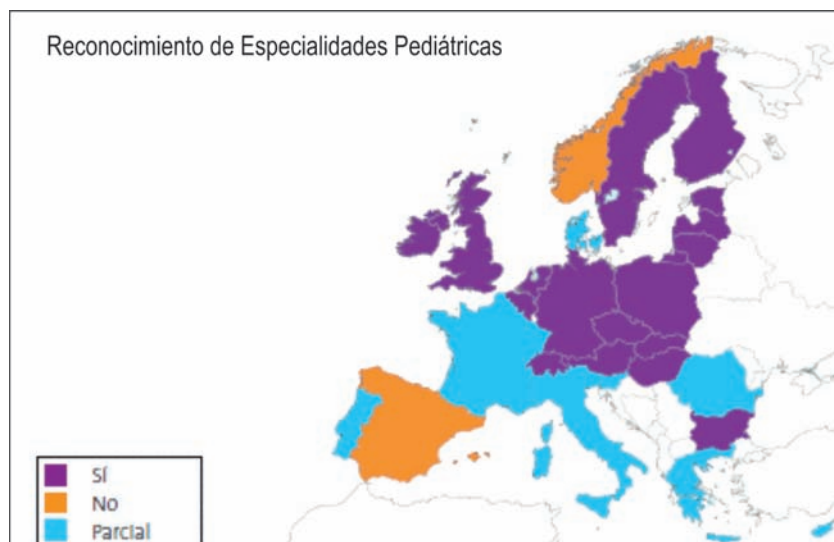 Reconocimiento de Especialidades Pediátricas
Sí
No
Parcial